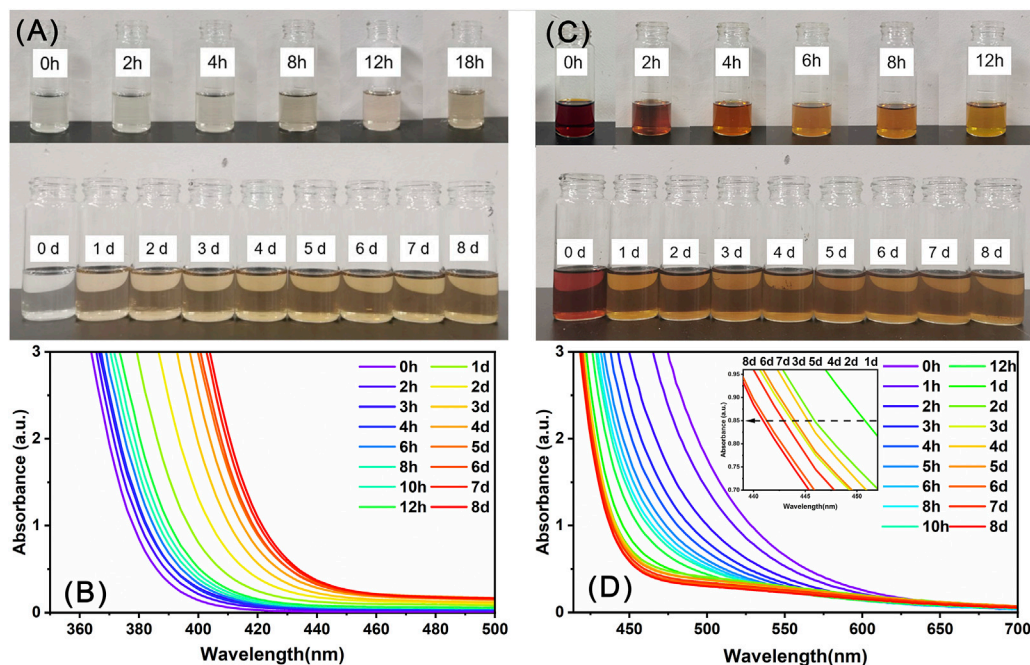 (A)
0h 2h 4h 8h 12h 18h
0 d 1 d 2 d 3 d 4 d 5 d 6 d 7 d 8 d
(C)
0h 2h 4h 6h 8h 12h
0 d 1 d 2 d 3 d 4 d 5 d 6 d 7 d 8 d
3
2
1
0
Absorbance (a.u.)
0h 1d
2h 2d
3h 3d
4h 4d
6h 5d
8h 6d
10h 7d
12h 8d
(B)
360 380 400 420 440 460 480 500
Wavelength(nm)
3
2
1
0
Absorbance (a.u.)
8d 6d 7d 3d 5d 4d 2d 1d
0.95
0.90
0.85
0.80
0.75
0.70
Absorbance (a.u.)
440 445 450
Wavelength(nm)
0h 12h
1h 1d
2h 2d
3h 3d
4h 4d
5h 5d
6h 6d
8h 7d
10h 8d
(D)
450 500 550 600 650 700
Wavelength(nm)